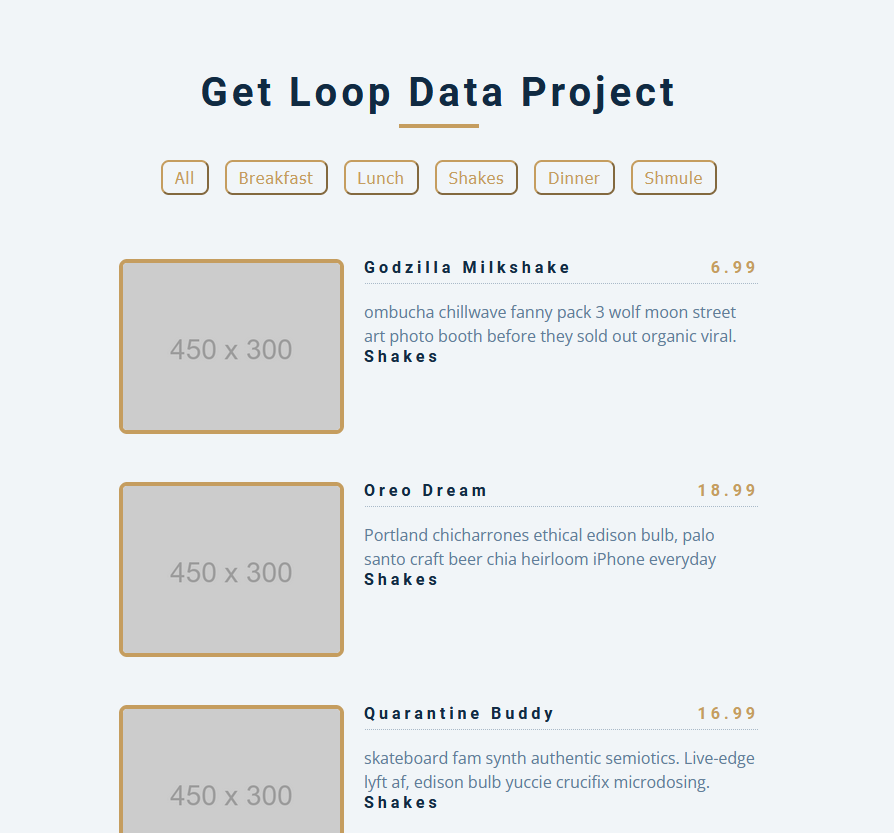 Get Loop Data Project
All Breakfast Lunch Shakes Dinner Shmule
450 x 300
Godzilla Milkshake 6.99
ombucha chillwave fanny pack 3 wolf moon street
art photo booth before they sold out organic viral.
Shakes
450 x 300
Oreo Dream 18.99
Portland chicharrones ethical edison bulb, palo
santo craft beer chia heirloom iPhone everyday
Shakes
450 x 300
Quarantine Buddy 16.99
skateboard fam synth authentic semiotics. Live-edge
lyft af, edison bulb yuccie crucifix microdosing.
Shakes